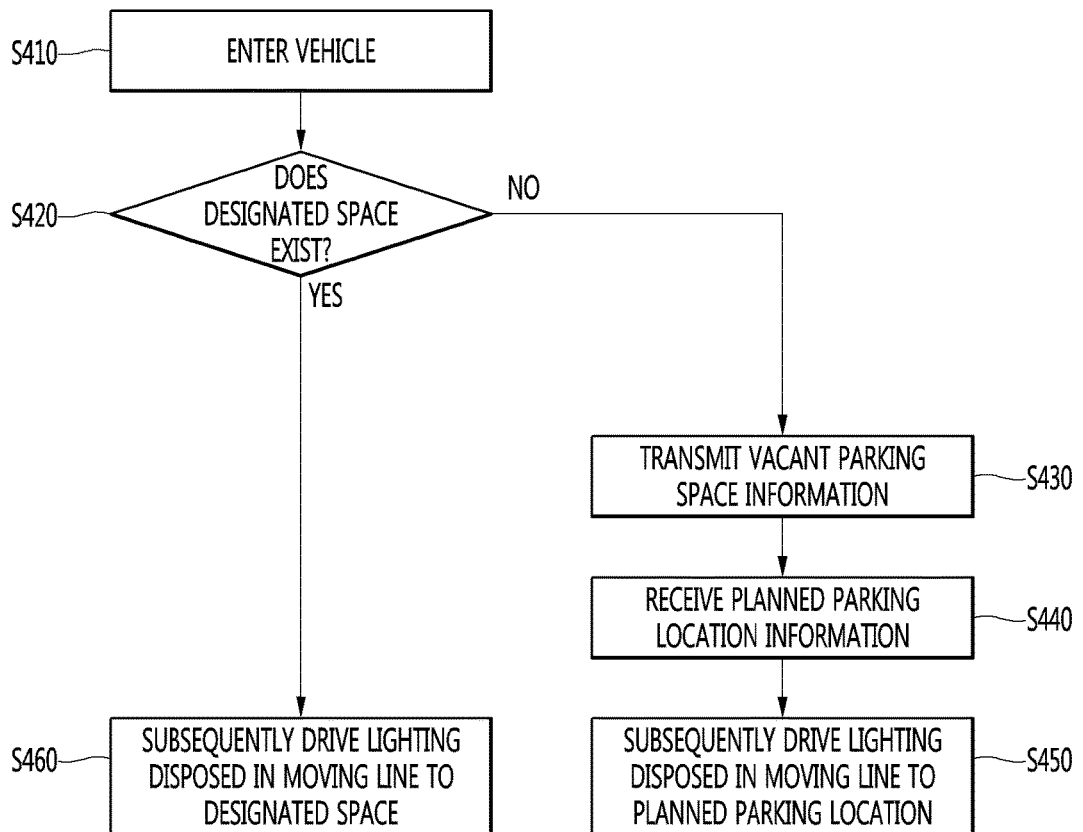 S410
ENTER VEHICLE
S420
DOES
DESIGNATED SPACE
EXIST?
NO
YES
TRANSMIT VACANT PARKING
SPACE INFORMATION
S430
RECEIVE PLANNED PARKING
LOCATION INFORMATION
S440
S460
SUBSEQUENTLY DRIVE LIGHTING
DISPOSED IN MOVING LINE TO
DESIGNATED SPACE
SUBSEQUENTLY DRIVE LIGHTING
DISPOSED IN MOVING LINE TO
PLANNED PARKING LOCATION
S450